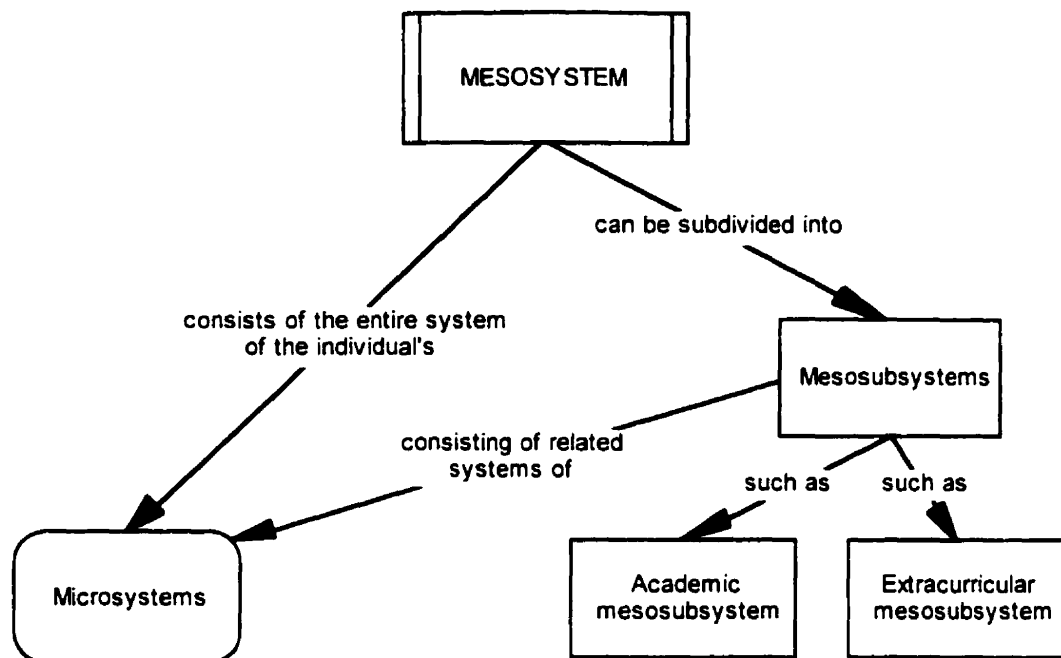 MESOSYSTEM
can be subdivided into
consists of the entire system
of the individual's
Mesosubsystems
consisting of related
systems of
such as
such as
Microsystems
Academic
mesosubsystem
Extracurricular
mesosubsystem